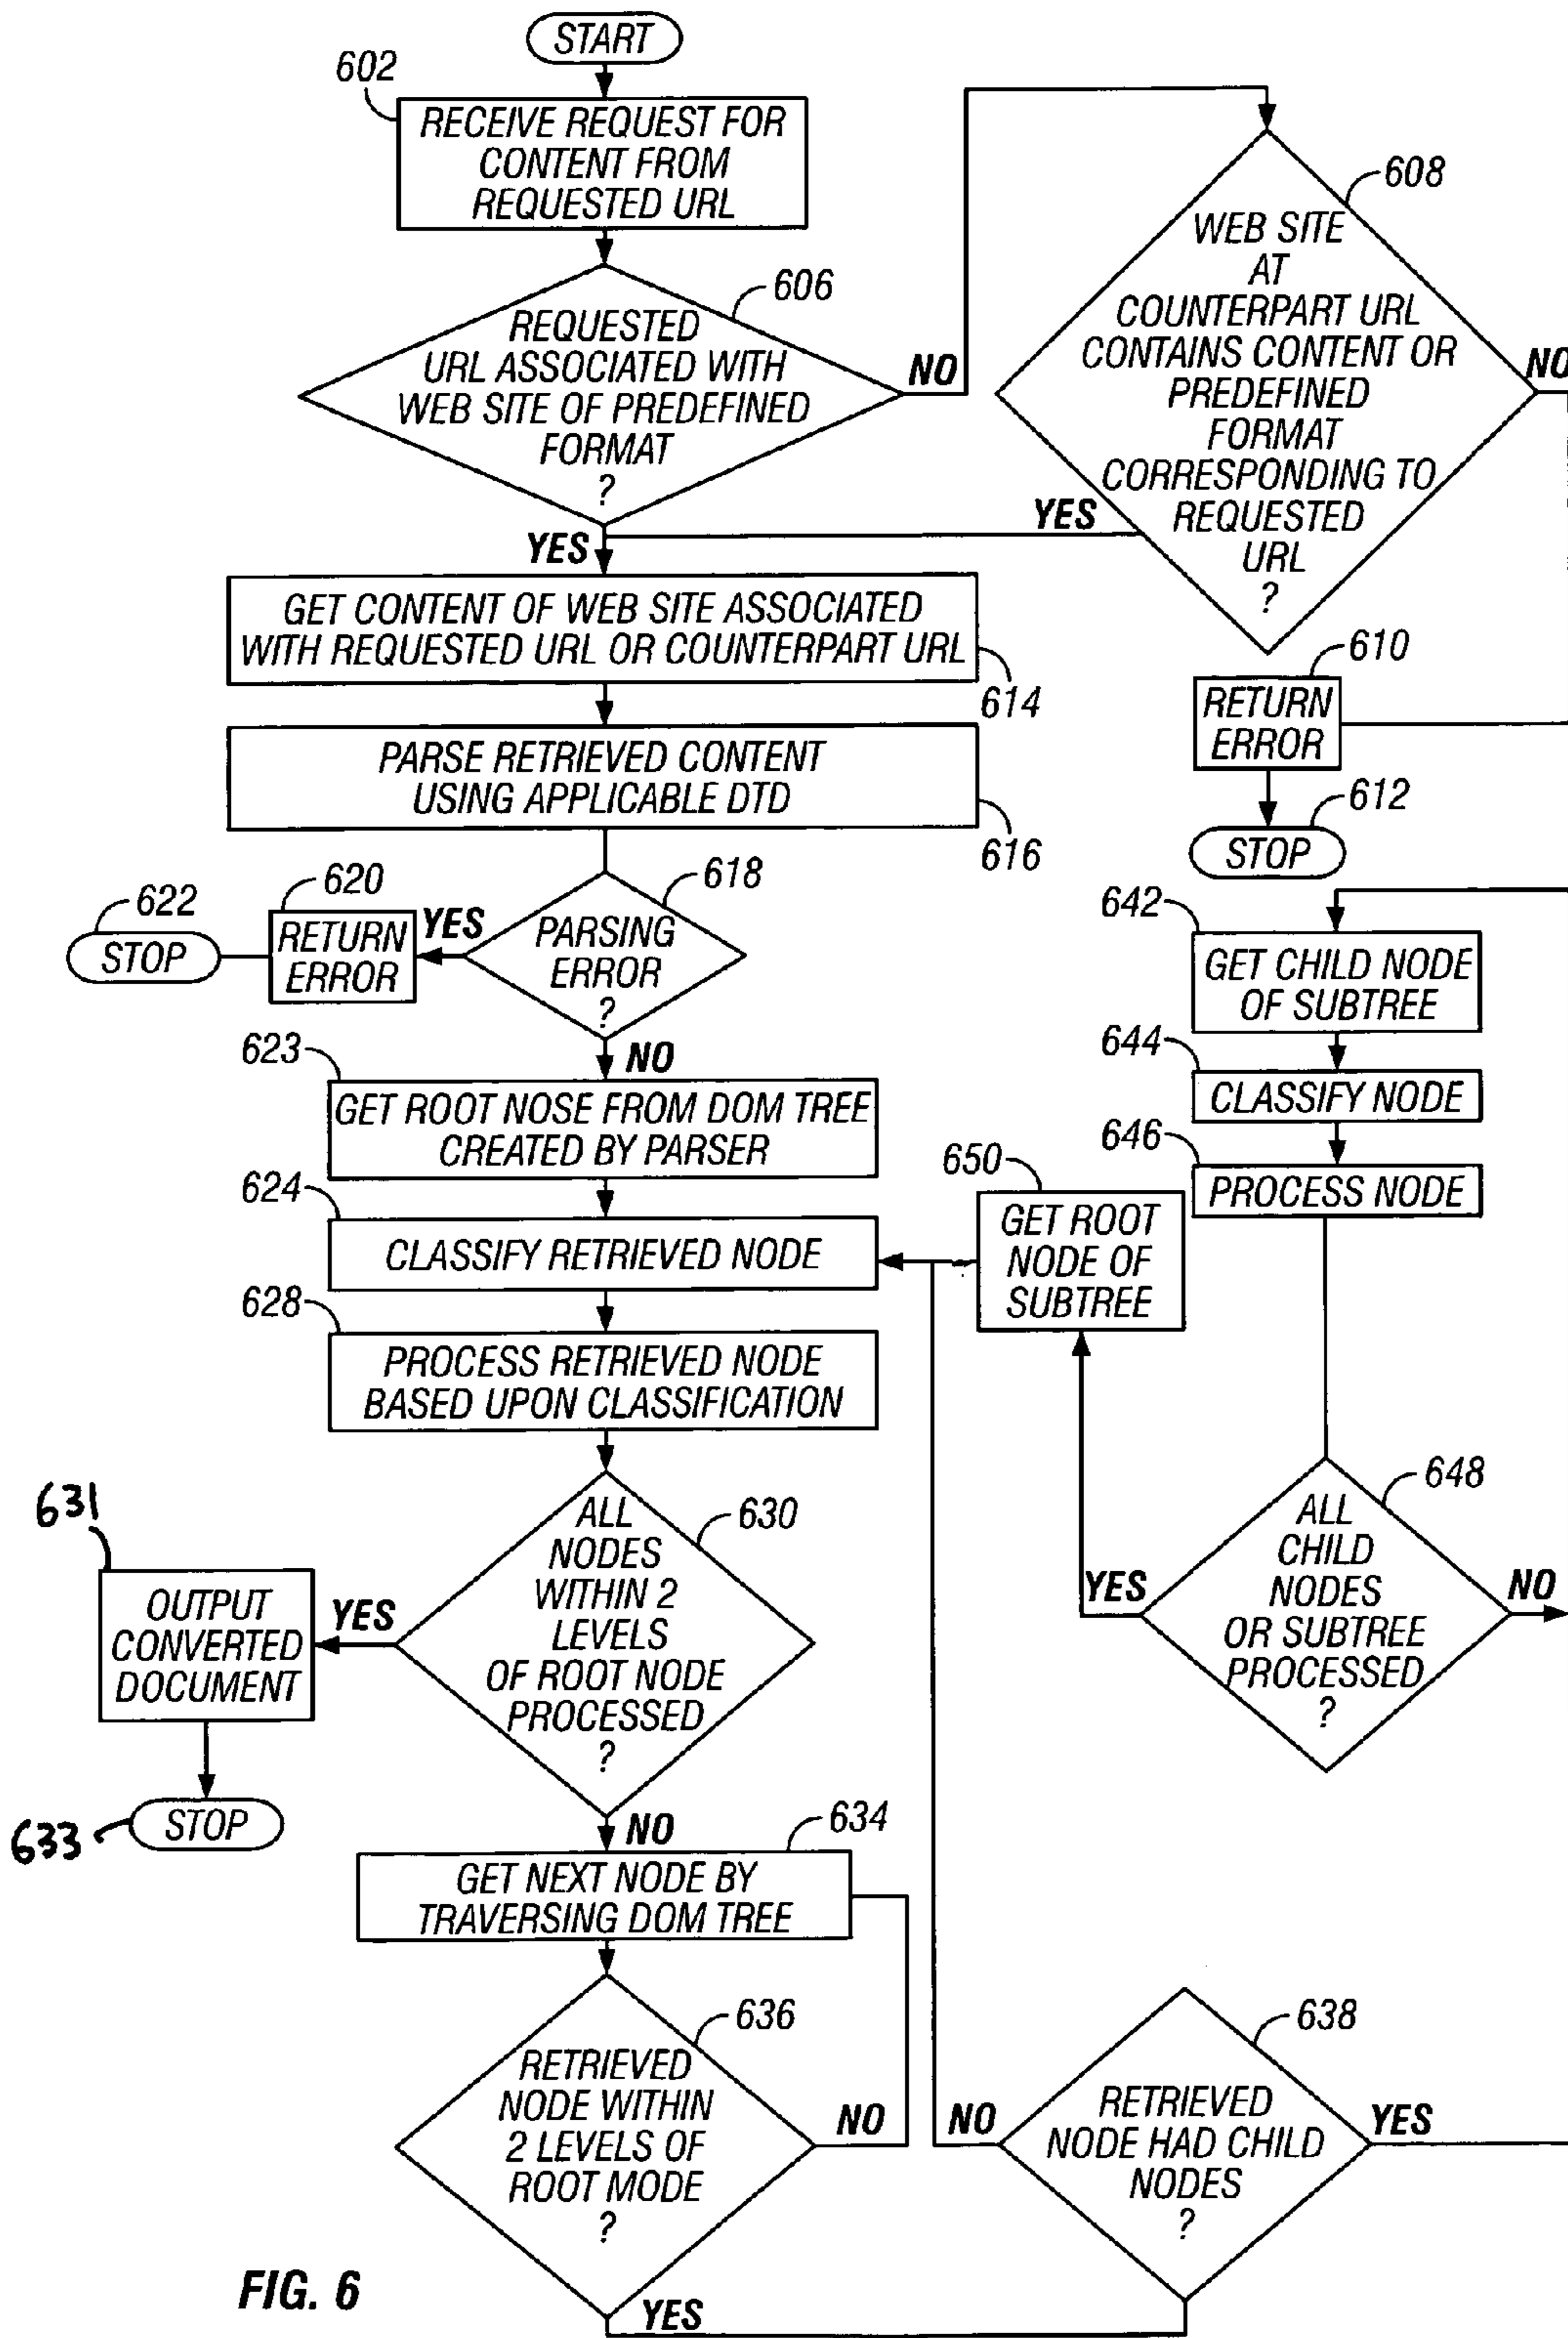 START
602
RECEIVE REQUEST FOR
CONTENT FROM
REQUESTED URL
606
REQUESTED
URL ASSOCIATED WITH
WEB SITE OF PREDEFINED
FORMAT
?
NO
YES
608
WEB SITE
AT
COUNTERPART URL
CONTAINS CONTENT OR
PREDEFINED
FORMAT
CORRESPONDING TO
REQUESTED
URL
?
NO
YES
GET CONTENT OF WEB SITE ASSOCIATED
WITH REQUESTED URL OR COUNTERPART URL
614
610
RETURN
ERROR
612
STOP
PARSE RETRIEVED CONTENT
USING APPLICABLE DTD
616
618
PARSING
ERROR
?
YES
620
RETURN
ERROR
622
STOP
NO
623
GET ROOT NOSE FROM DOM TREE
CREATED BY PARSER
624
CLASSIFY RETRIEVED NODE
628
PROCESS RETRIEVED NODE
BASED UPON CLASSIFICATION
630
ALL
NODES
WITHIN 2
LEVELS
OF ROOT NODE
PROCESSED
?
YES
631
OUTPUT
CONVERTED
DOCUMENT
633
STOP
NO
634
GET NEXT NODE BY
TRAVERSING DOM TREE
636
RETRIEVED
NODE WITHIN
2 LEVELS OF
ROOT MODE
?
NO
YES
638
RETRIEVED
NODE HAD CHILD
NODES
?
NO
YES
642
GET CHILD NODE
OF SUBTREE
644
CLASSIFY NODE
646
PROCESS NODE
648
ALL
CHILD
NODES
OR SUBTREE
PROCESSED
?
YES
NO
650
GET ROOT
NODE OF
SUBTREE
FIG. 6